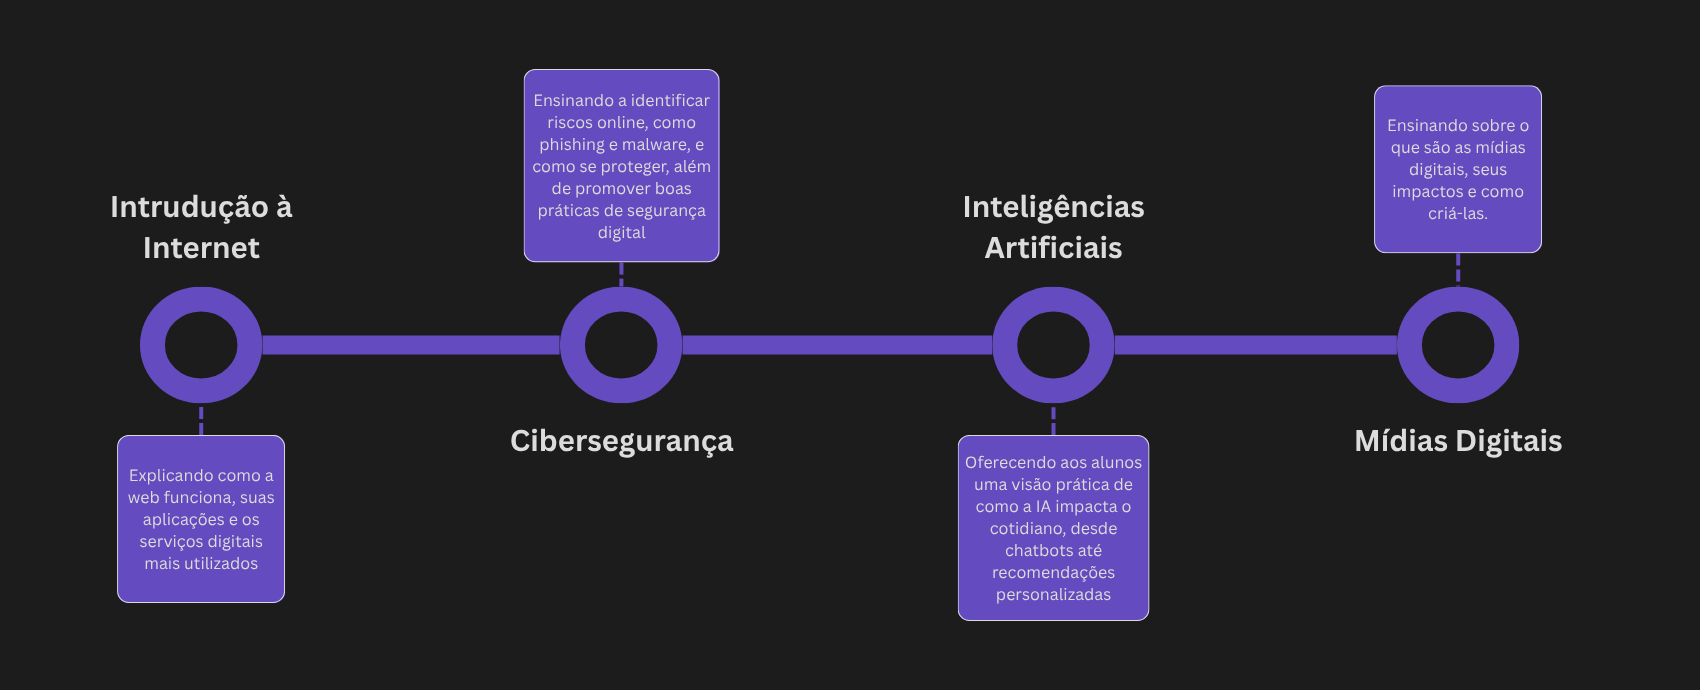 Intrudução à
Internet
Explicando como a
web funciona, suas
aplicações e os
serviços digitais
mais utilizados
Ensinando a identificar
riscos online, como
phishing e malware, e
como se proteger, além
de promover boas
práticas de segurança
digital
Cibersegurança
Inteligências
Artificiais
Oferecendo aos alunos
uma visão prática de
como a IA impacta o
cotidiano, desde
chatbots até
recomendações
personalizadas
Ensinando sobre o
que são as mídias
digitais, seus
impactos e como
criá-las.
Mídias Digitais